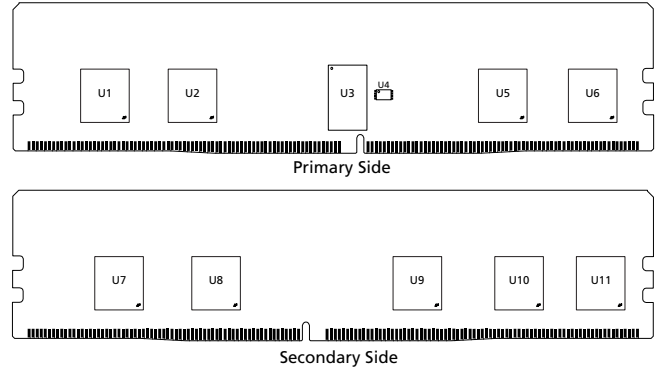 U1 U2 U3 U4 U5 U6
Primary Side
U7 U8 U9 U10 U11
Secondary Side